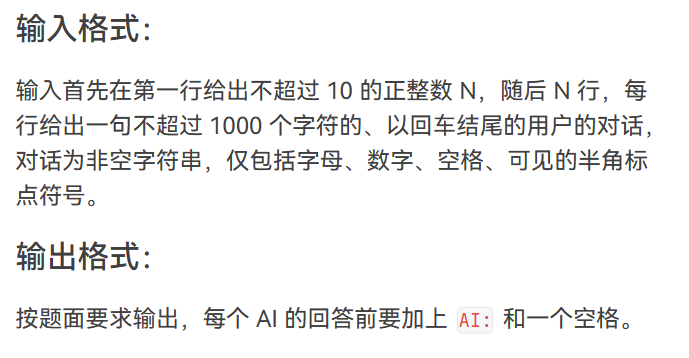 输入格式：
输入首先在第一行给出不超过 10 的正整数 N，随后 N 行，每
行给出一句不超过 1000 个字符的、以回车结尾的用户的对话，
对话为非空字符串，仅包括字母、数字、空格、可见的半角标
点符号。
输出格式：
按题面要求输出，每个 AI 的回答前要加上 AI: 和一个空格。